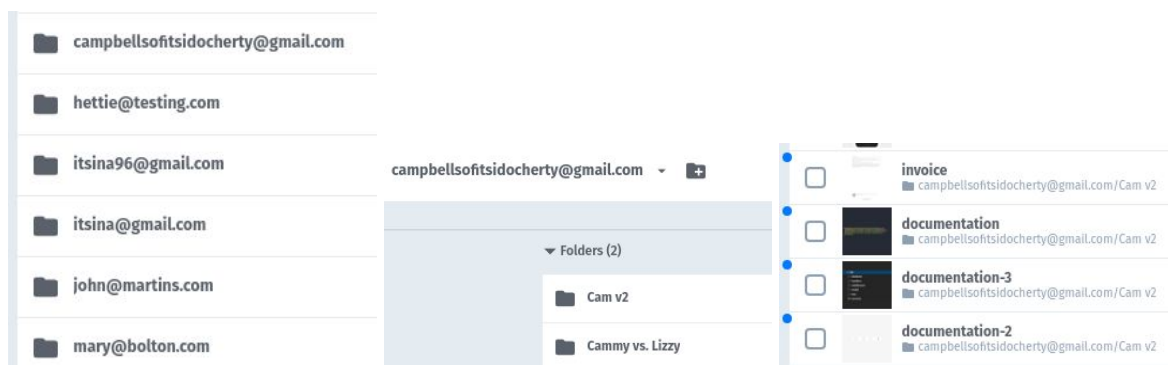 campbellsofitsidocherty@gmail.com
hettie@testing.com
itsina96@gmail.com
itsina@gmail.com
john@martins.com
mary@bolton.com
campbellsofitsidocherty@gmail.com
Folders (2)
Cam v2
Cammy vs. Lizzy
invoice
campbellsofitsidocherty@gmail.com/Cam v2
documentation
campbellsofitsidocherty@gmail.com/Cam v2
documentation-3
campbellsofitsidocherty@gmail.com/Cam v2
documentation-2
campbellsofitsidocherty@gmail.com/Cam v2